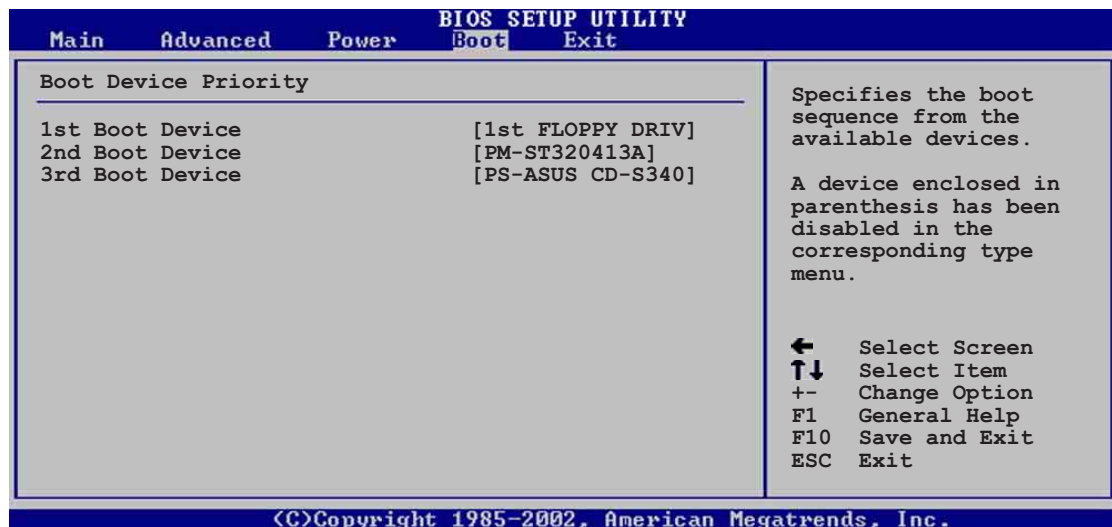 BIOS SETUP UTILITY
Main Advanced Power Boot Exit
Boot Device Priority
1st Boot Device [1st FLOPPY DRIV]
2nd Boot Device [PM-ST320413A]
3rd Boot Device [PS-ASUS CD-S340]
Specifies the boot
sequence from the
available devices.
A device enclosed in
parenthesis has been
disabled in the
corresponding type
menu.
← Select Screen
↑↓ Select Item
+- Change Option
F1 General Help
F10 Save and Exit
ESC Exit
(C)Copyright 1985-2002, American Megatrends, Inc.